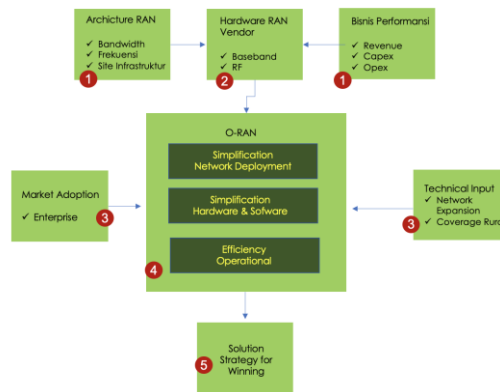 Archicture RAN
✓ Bandwidth
✓ Frekuensi
✓ Site Infrastruktur
1
Hardware RAN
Vendor
✓ Baseband
✓ RF
2
Bisnis Performansi
✓ Revenue
✓ Capex
✓ Opex
1
O-RAN
Simplification
Network Deployment
Simplification
Hardware & Sofware
Efficiency
Operational
4
Market Adoption
✓ Enterprise
3
Technical Input
✓ Network
Expansion
✓ Coverage Rural
3
Solution
Strategy for
Winning
5